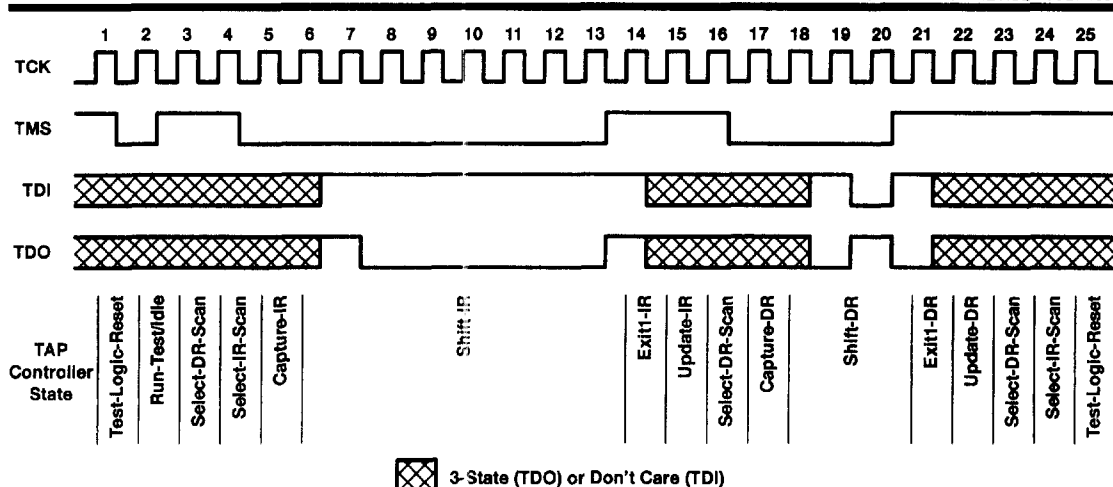 1 2 3 4 5 6 7 8 9 10 11 12 13 14 15 16 17 18 19 20 21 22 23 24 25
TCK
TMS
TDI
TDO
TAP
Controller
State
Test-Logic-Reset
Run-Test/Idle
Select-DR-Scan
Select-IR-Scan
Capture-IR
Shift-IR
Exit1-IR
Update-IR
Select-DR-Scan
Capture-DR
Shift-DR
Exit1-DR
Update-DR
Select-DR-Scan
Select-IR-Scan
Test-Logic-Reset
3-State (TDO) or Don't Care (TDI)